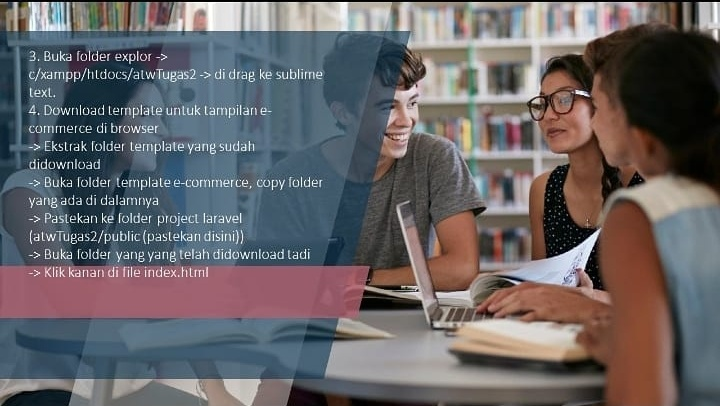 3. Buka folder explor ->
c/xampp/htdocs/atwTugas2 -> di drag ke sublime
text.
4. Download template untuk tampilan e-
commerce di browser
-> Ekstrak folder template yang sudah
didownload
-> Buka folder template e-commerce, copy folder
yang ada di dalamnya
-> Pastekan ke folder project laravel
(atwTugas2/public (pastekan disini))
-> Buka folder yang yang telah didownload tadi
-> Klik kanan di file index.html